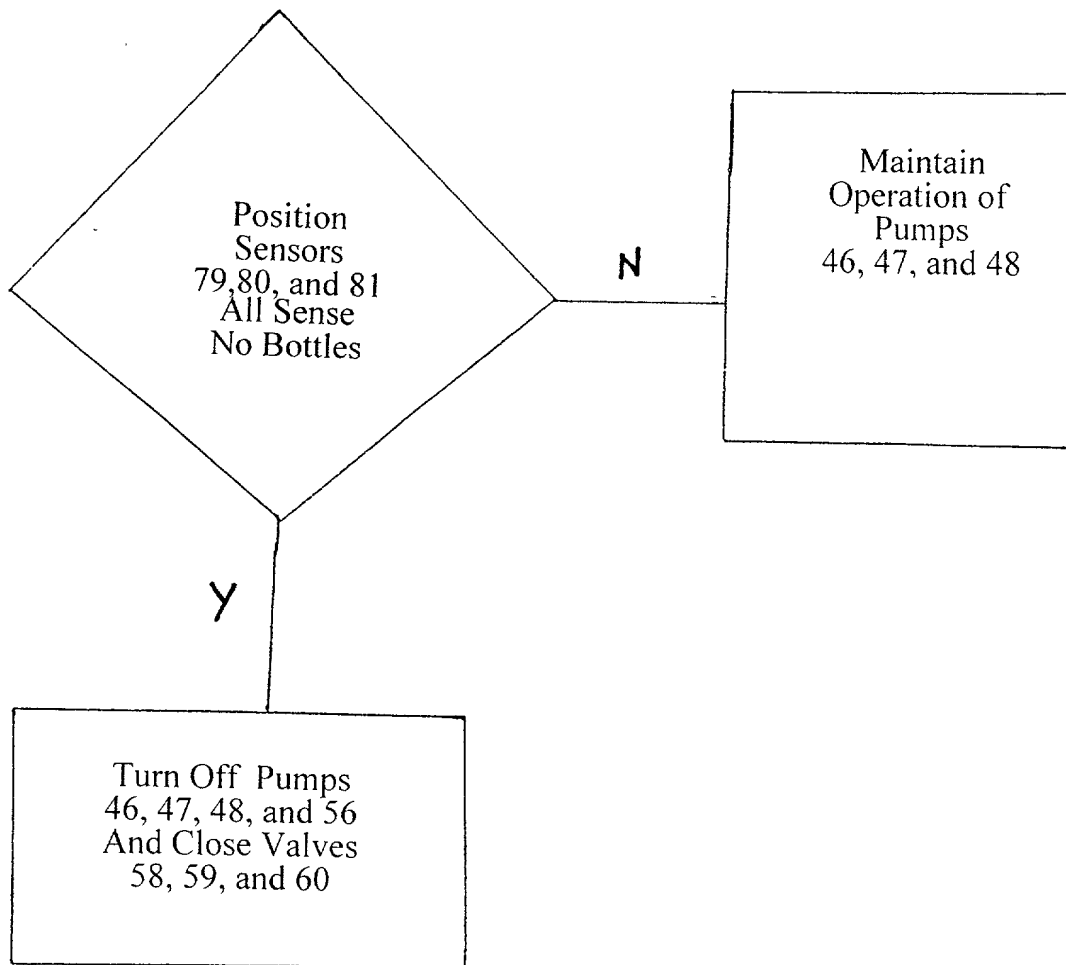 Position
Sensors
79,80, and 81
All Sense
No Bottles
N
Maintain
Operation of
Pumps
46, 47, and 48
Y
Turn Off Pumps
46, 47, 48, and 56
And Close Valves
58, 59, and 60